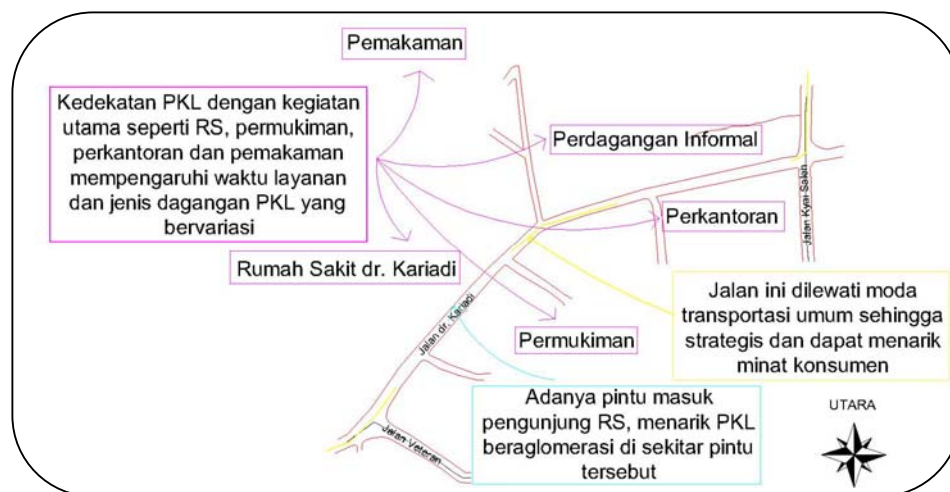 Pemakaman
Kedekatan PKL dengan kegiatan
utama seperti RS, permukiman,
perkantoran dan pemakaman
mempengaruhi waktu layanan
dan jenis dagangan PKL yang
bervariasi
Perdagangan Informal
Perkantoran
Jalan Kyai Saleh
Rumah Sakit dr. Kariadi
Jalan ini dilewati moda
transportasi umum sehingga
strategis dan dapat menarik
minat konsumen
Jalan dr. Kariadi
Permukiman
Adanya pintu masuk
pengunjung RS, menarik PKL
beraglomerasi di sekitar pintu
tersebut
Jalan Veteran
UTARA